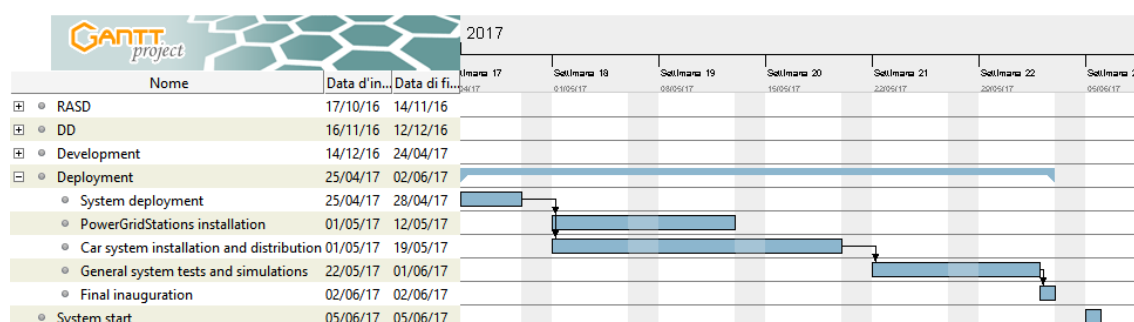 GANTT
project
2017
Nome Data d'in... Data di fi...
Settimana 18 Settimana 19 Settimana 20 Settimana 21 Settimana 22
01/05/17 08/05/17 15/05/17 22/05/17 29/05/17 05/06/17
RASD 17/10/16 14/11/16
DD 16/11/16 12/12/16
Development 14/12/16 24/04/17
Deployment 25/04/17 02/06/17
System deployment 25/04/17 28/04/17
PowerGridStations installation 01/05/17 12/05/17
Car system installation and distribution 01/05/17 19/05/17
General system tests and simulations 22/05/17 01/06/17
Final inauguration 02/06/17 02/06/17
System start 05/06/17 05/06/17